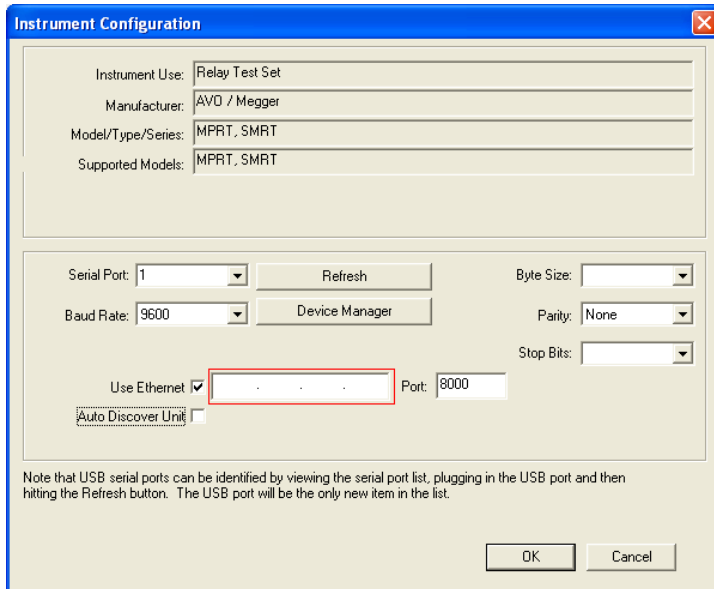 Instrument Configuration
Instrument Use: Relay Test Set
Manufacturer: AVO / Megger
Model/Type/Series: MPRT, SMRT
Supported Models: MPRT, SMRT
Serial Port: 1 Refresh Byte Size:
Baud Rate: 9600 Device Manager Parity: None
Stop Bits:
Use Ethernet . . . Port: 8000
Auto Discover Unit
Note that USB serial ports can be identified by viewing the serial port list, plugging in the USB port and then
hitting the Refresh button. The USB port will be the only new item in the list.
OK Cancel